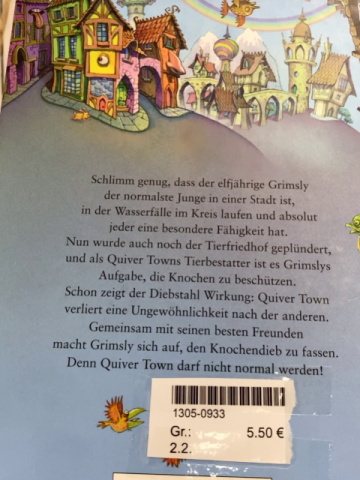 Schlimm genug, dass der elfjährige Grimsly
der normalste Junge in einer Stadt ist,
in der Wasserfälle im Kreis laufen und absolut
jeder eine besondere Fähigkeit hat.
Nun wurde auch noch der Tierfriedhof geplündert,
und als Quiver Towns Tierbestatter ist es Grimslys
Aufgabe, die Knochen zu beschützen.
Schon zeigt der Diebstahl Wirkung: Quiver Town
verliert eine Ungewöhnlichkeit nach der anderen.
Gemeinsam mit seinen besten Freunden
macht Grimsly sich auf, den Knochendieb zu fassen.
Denn Quiver Town darf nicht normal werden!
1305-0933
Gr.: 5.50 €
2.2.